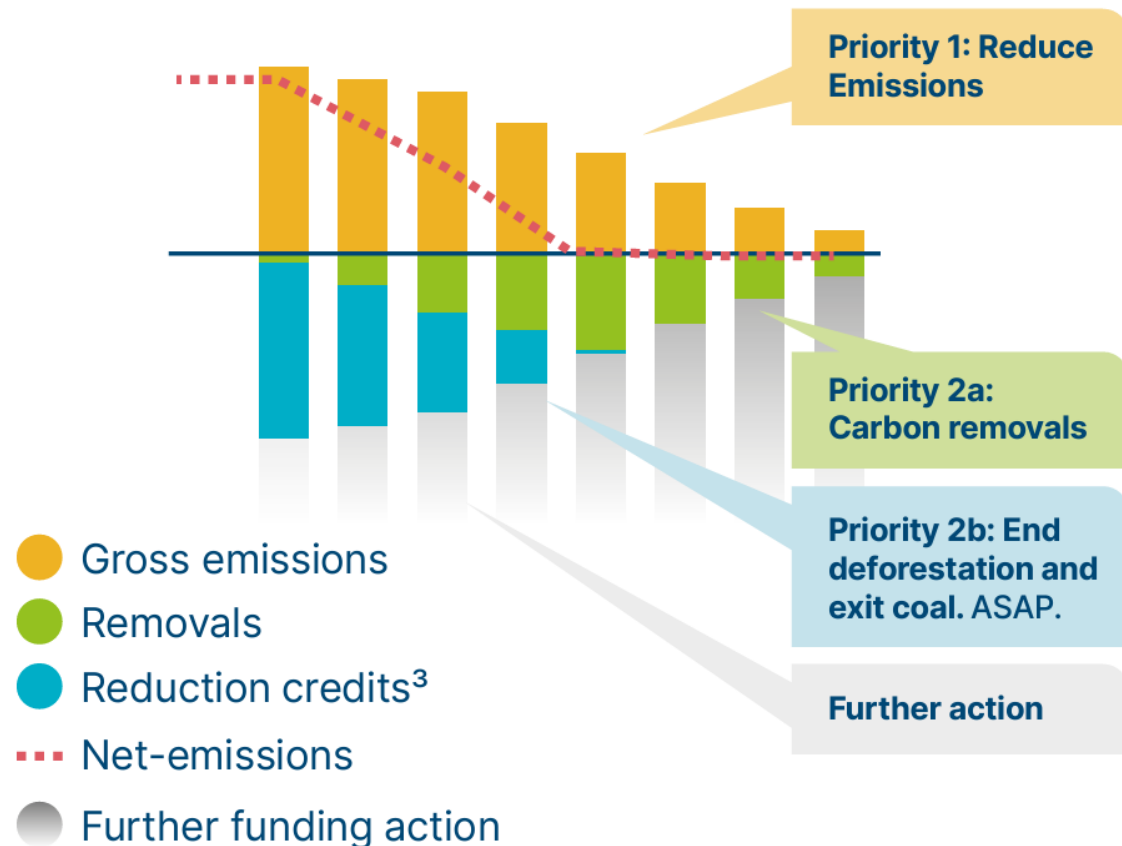 Priority 1: Reduce
Emissions
Priority 2a:
Carbon removals
Priority 2b: End
deforestation and
exit coal. ASAP.
Further action
Gross emissions
Removals
Reduction credits³
Net-emissions
Further funding action